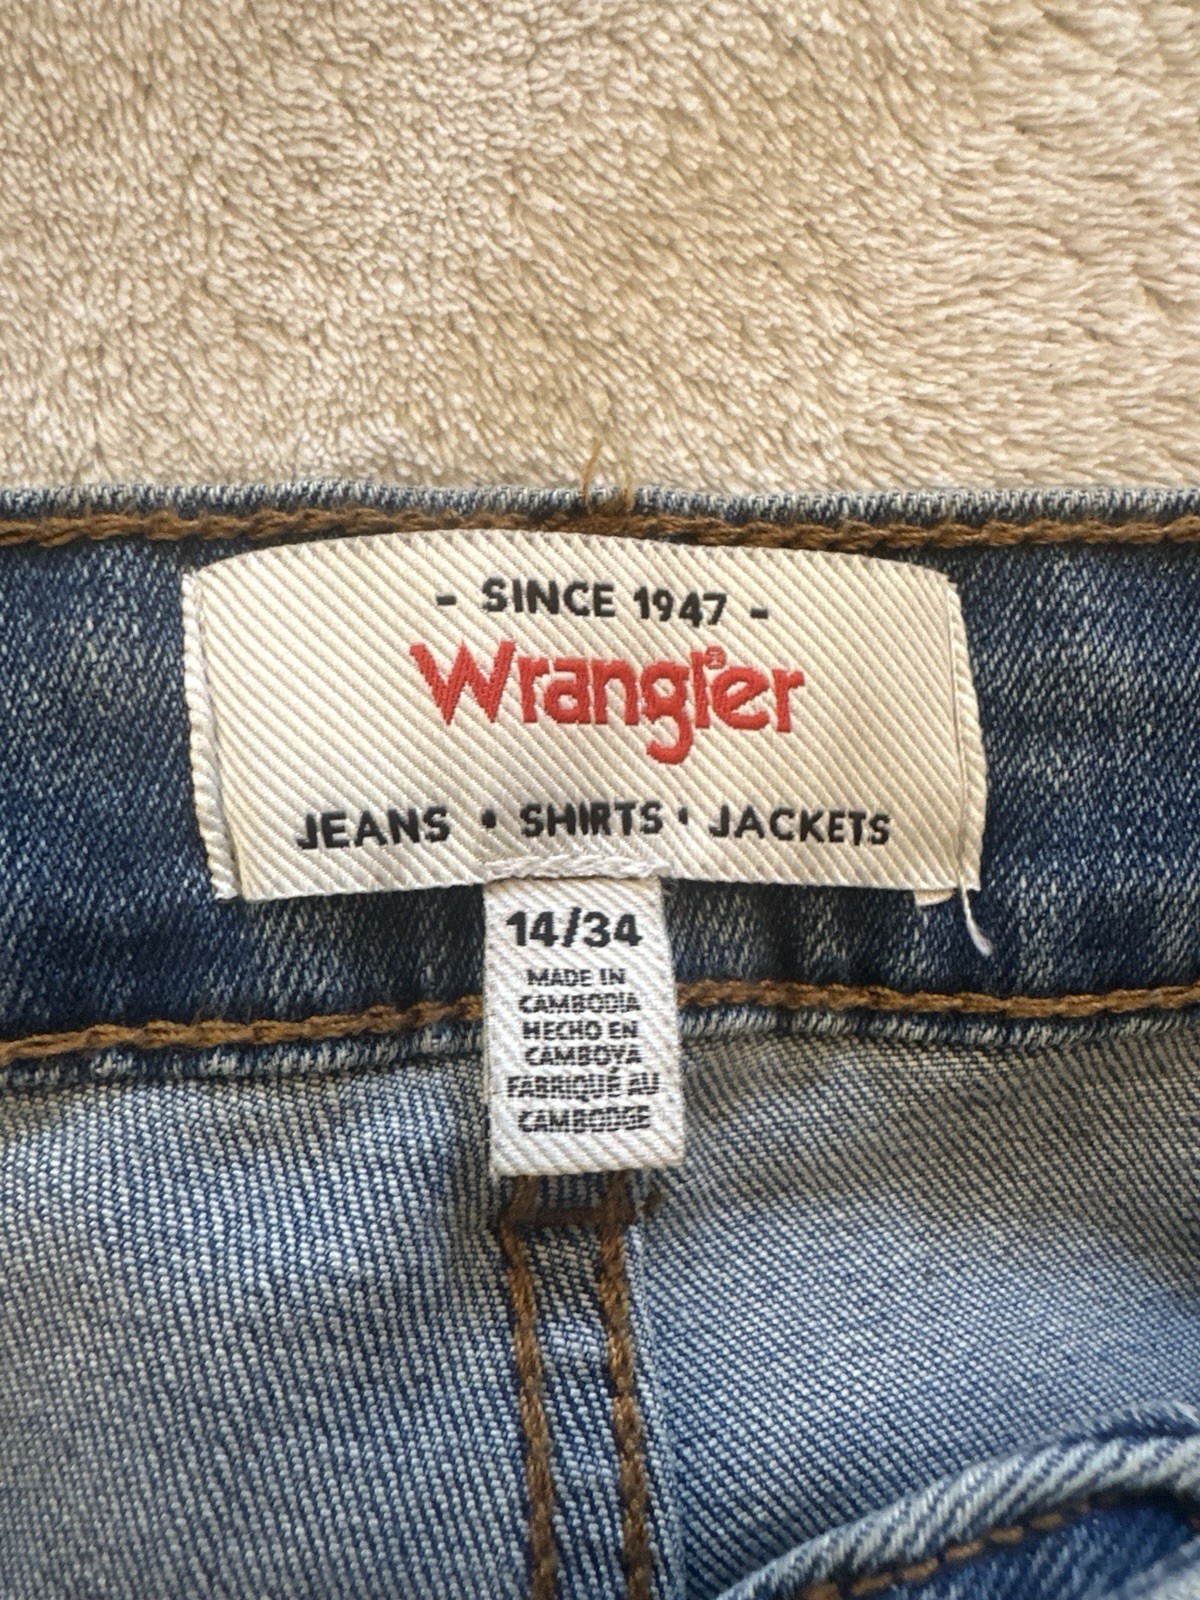 - SINCE 1947 -
Wrangler®
JEANS • SHIRTS • JACKETS
14/34
MADE IN
CAMBODIA
HECHO EN
CAMBOYA
FABRIQUÉ AU
CAMBODGE